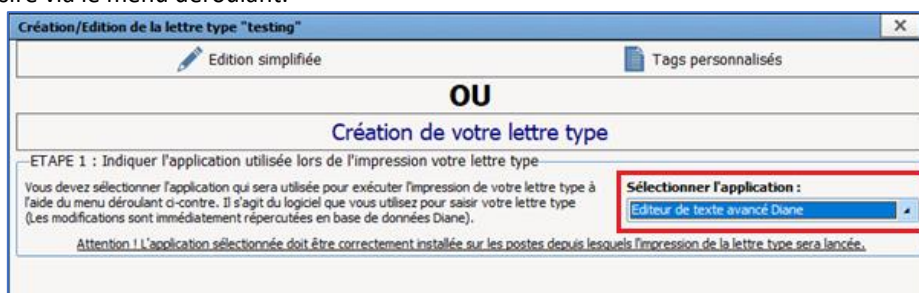 via le menu déroulant.
Création/Edition de la lettre type "testing"
Edition simplifiée
Tags personnalisés
OU
Création de votre lettre type
ETAPE 1 : Indiquer l'application utilisée lors de l'impression votre lettre type
Vous devez sélectionner l'application qui sera utilisée pour exécuter l'impression de votre lettre type à
l'aide du menu déroulant ci-contre. Il s'agit du logiciel que vous utilisez pour saisir votre lettre type
(Les modifications sont immédiatement répercutées en base de données Diane).
Sélectionner l'application :
Editeur de texte avancé Diane
Attention ! L'application sélectionnée doit être correctement installée sur les postes depuis lesquels l'impression de la lettre type sera lancée.